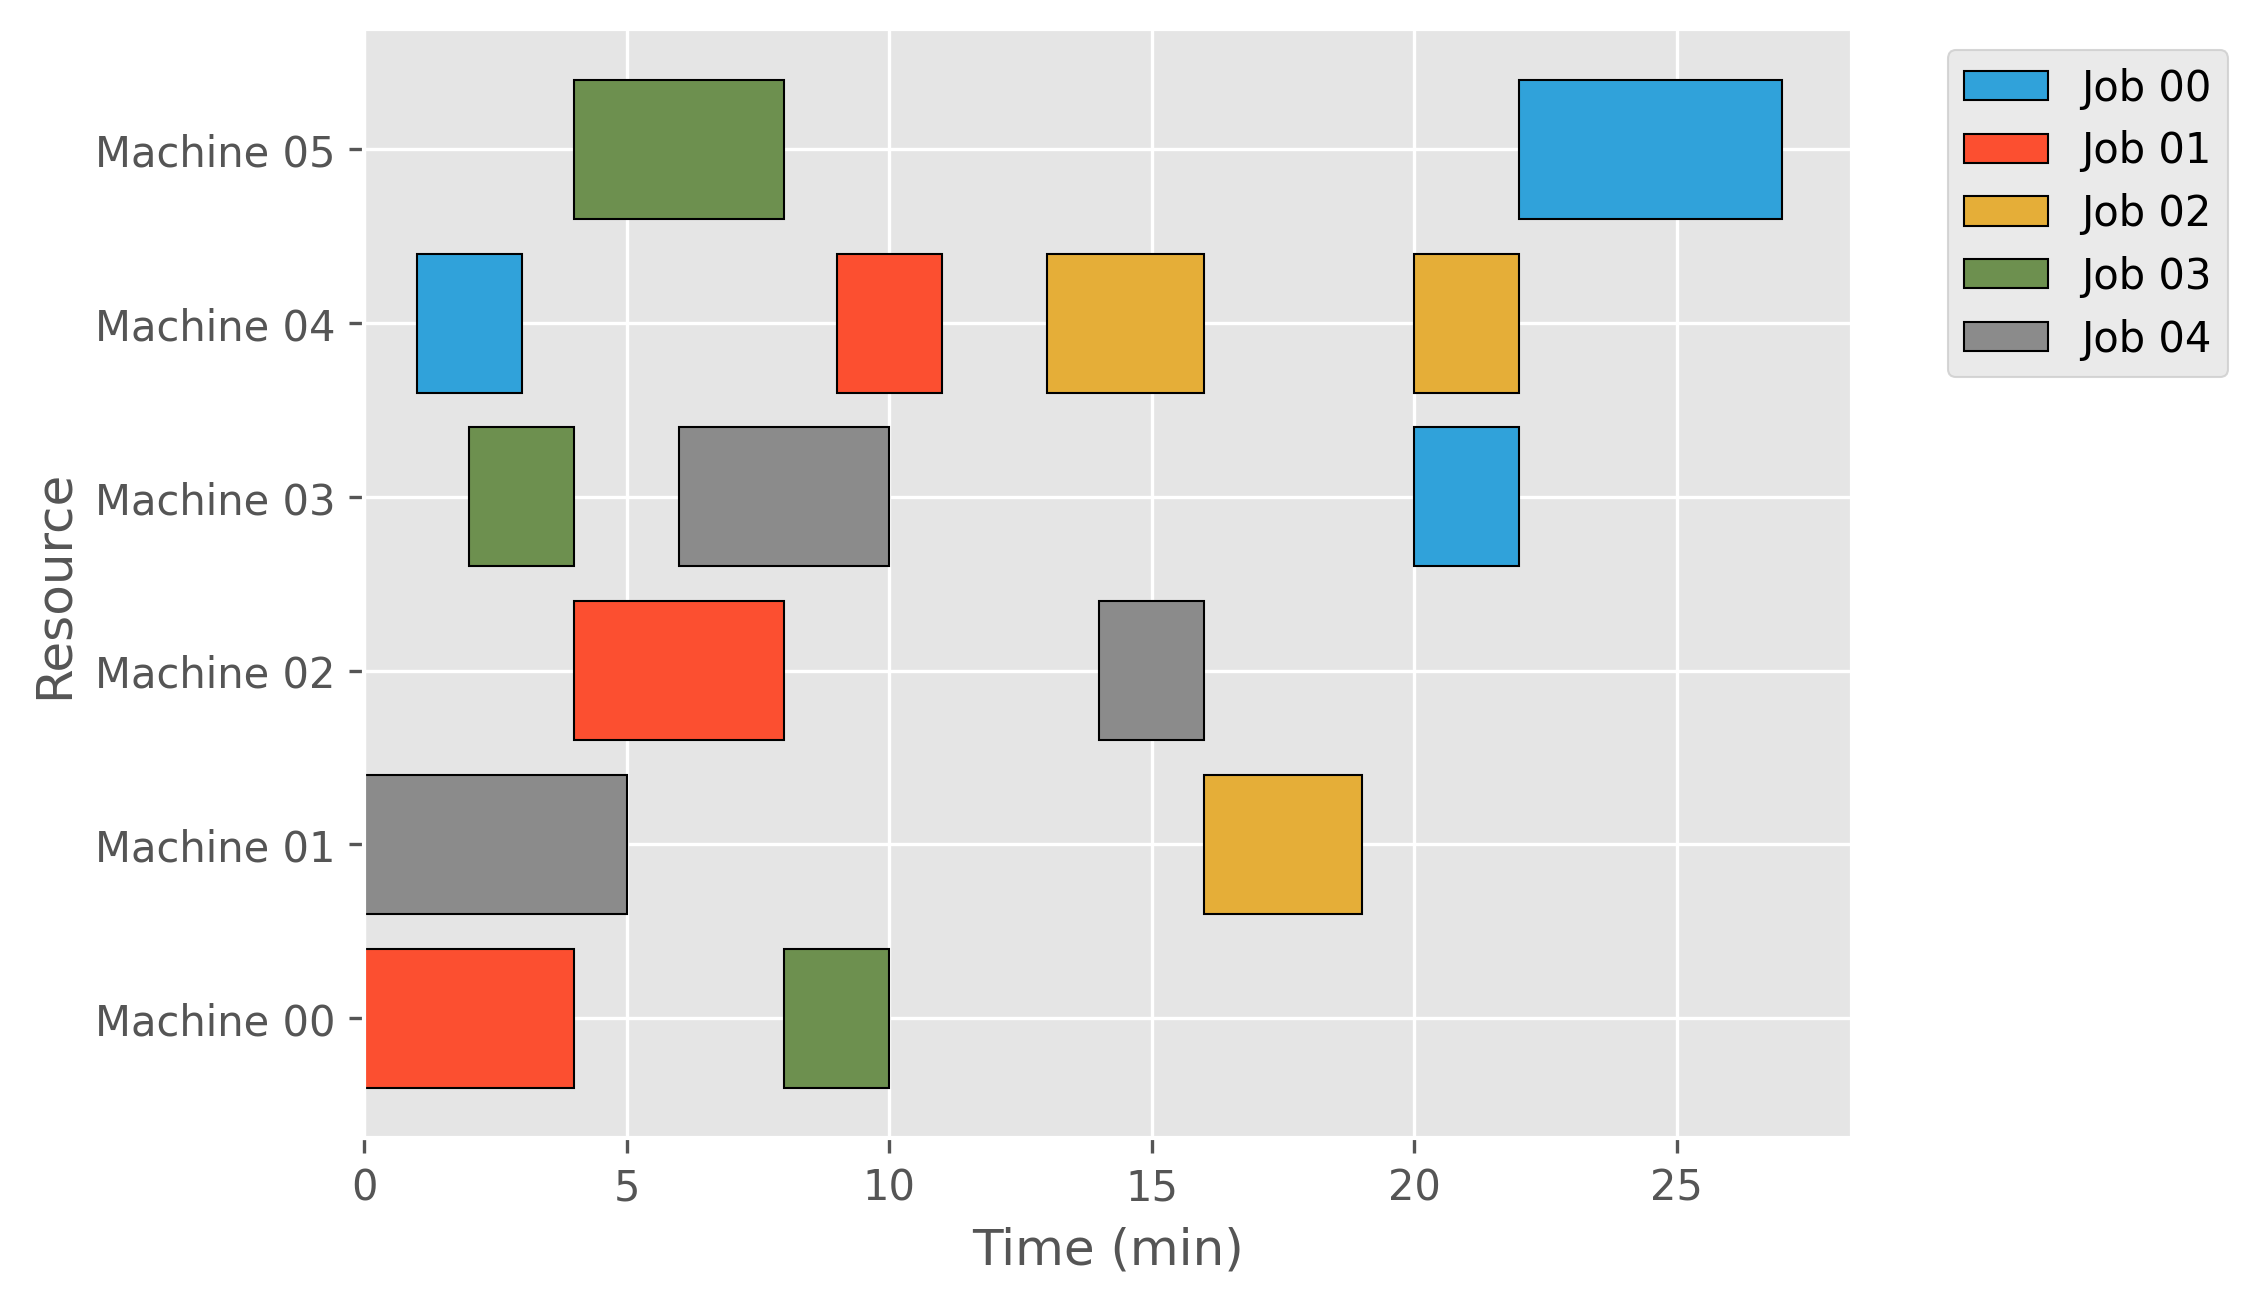 Machine 05
Machine 04
Machine 03
Machine 02
Machine 01
Machine 00
Resource
0 5 10 15 20 25
Time (min)
Job 00
Job 01
Job 02
Job 03
Job 04